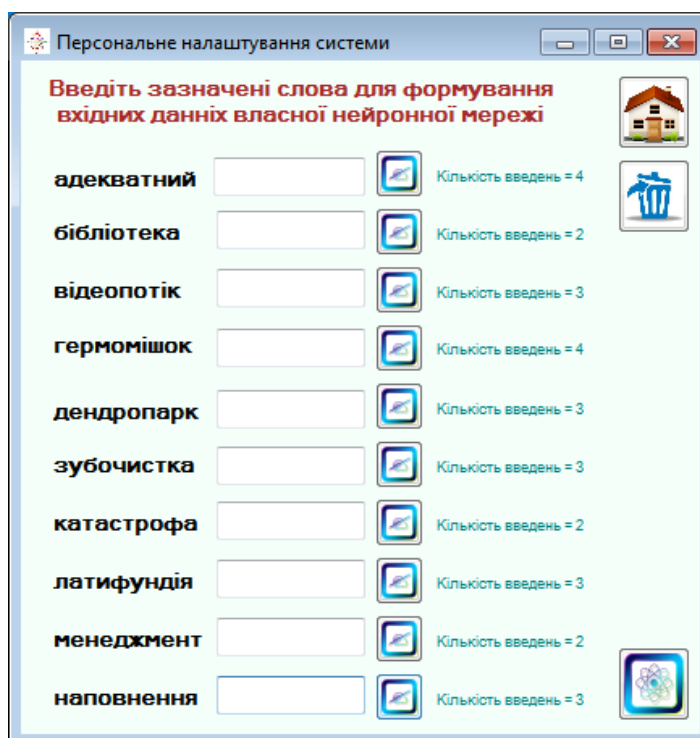 Персональне налаштування системи
Введіть зазначені слова для формування
вхідних данніх власної нейронної мережі
адекватний Кількість введень = 4
бібліотека Кількість введень = 2
відеопотік Кількість введень = 3
гермомішок Кількість введень = 4
дендропарк Кількість введень = 3
зубочистка Кількість введень = 3
катастрофа Кількість введень = 2
латифундія Кількість введень = 3
менеджмент Кількість введень = 2
наповнення Кількість введень = 3